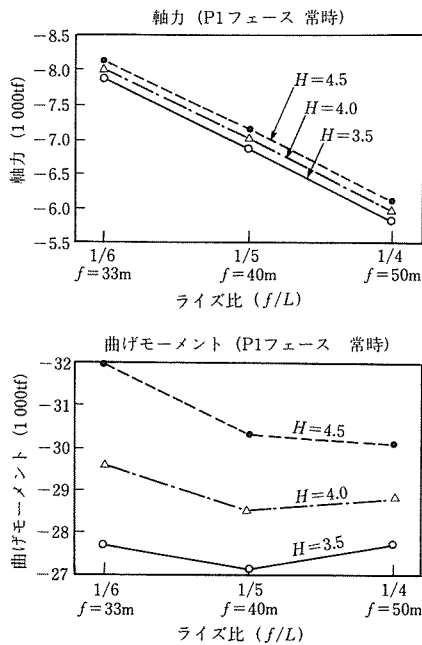 軸力 (P1フェース 常時)
軸力 (1 000tf)
−8.5
−8.0
−7.5
−7.0
−6.5
−6.0
−5.5
H=4.5
H=4.0
H=3.5
1/6 1/5 1/4
f=33m f=40m f=50m
ライズ比 (f/L)
曲げモーメント (P1フェース 常時)
曲げモーメント (1 000tf)
−32
−31
−30
−29
−28
−27
H=4.5
H=4.0
H=3.5
1/6 1/5 1/4
f=33m f=40m f=50m
ライズ比 (f/L)